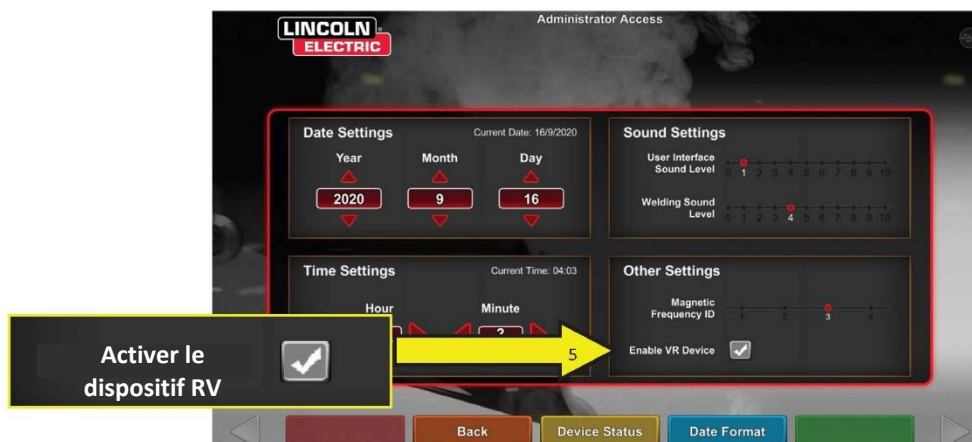 LINCOLN
ELECTRIC
Administrator Access
Date Settings
Current Date: 16/9/2020
Year Month Day
2020 9 16
Sound Settings
User Interface
Sound Level
0 1 2 3 4 5 6 7 8 9 10
Welding Sound
Level
0 1 2 3 4 5 6 7 8 9 10
Time Settings
Current Time: 04:03
Hour Minute
3
Other Settings
Magnetic
Frequency ID
1 2 3 4
Enable VR Device
Activer le
dispositif RV
5
Back Device Status Date Format